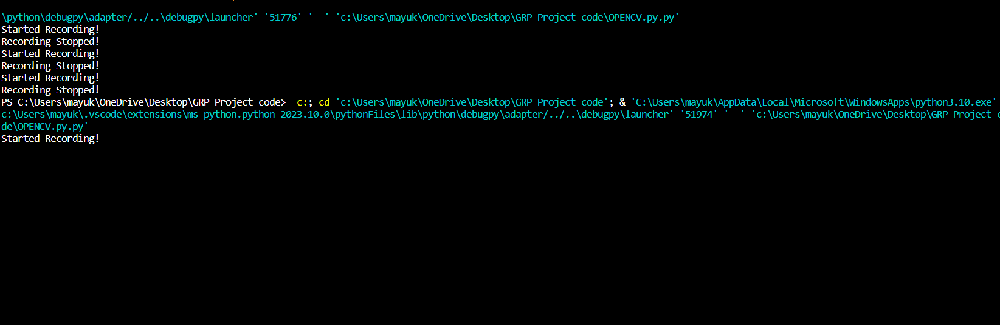 \python\debugpy\adapter/../..\debugpy\launcher' '51776' '--' 'c:\Users\mayuk\OneDrive\Desktop\GRP Project code\OPENCV.py.py'
Started Recording!
Recording Stopped!
Started Recording!
Recording Stopped!
Started Recording!
Recording Stopped!
PS C:\Users\mayuk\OneDrive\Desktop\GRP Project code>  c:; cd 'c:\Users\mayuk\OneDrive\Desktop\GRP Project code'; & 'C:\Users\mayuk\AppData\Local\Microsoft\WindowsApps\python3.10.exe'
c:\Users\mayuk\.vscode\extensions\ms-python.python-2023.10.0\pythonFiles\lib\python\debugpy\adapter/../..\debugpy\launcher' '51974' '--' 'c:\Users\mayuk\OneDrive\Desktop\GRP Project c
de\OPENCV.py.py'
Started Recording!